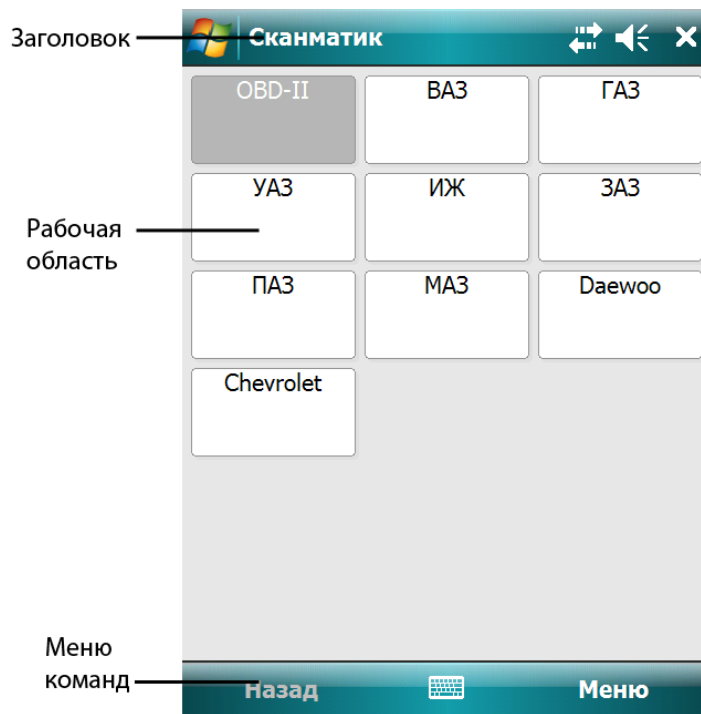 Заголовок
Сканматик
OBD-II
ВАЗ
ГАЗ
УАЗ
ИЖ
ЗАЗ
Рабочая
область
ПАЗ
МАЗ
Daewoo
Chevrolet
Меню
команд
Назад
Меню